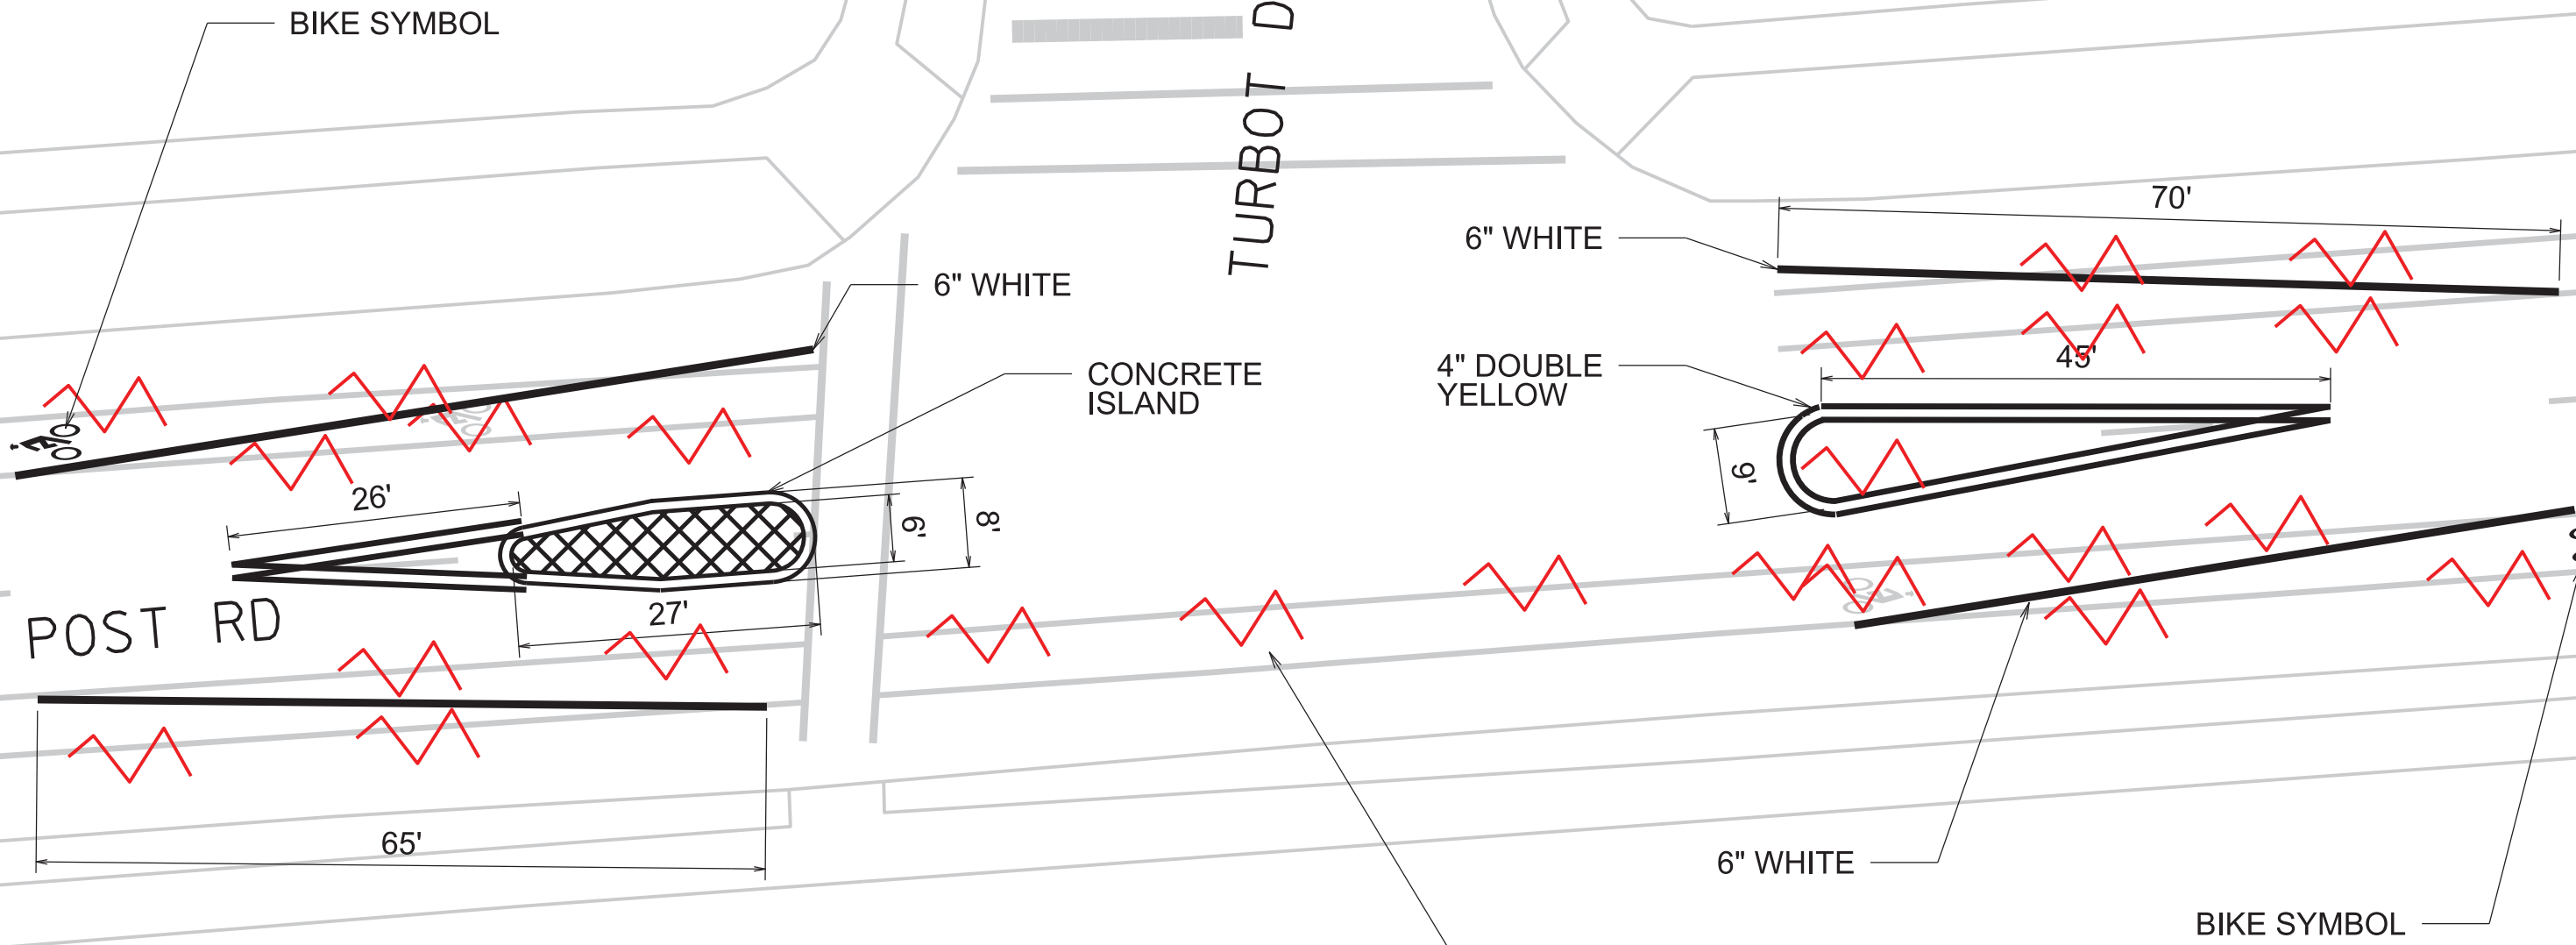 BIKE SYMBOL
TURBOT D
70'
6" WHITE
6" WHITE
CONCRETE
ISLAND
4" DOUBLE
YELLOW
45'
9'
26'
6'
8'
27'
POST RD
65'
6" WHITE
BIKE SYMBOL